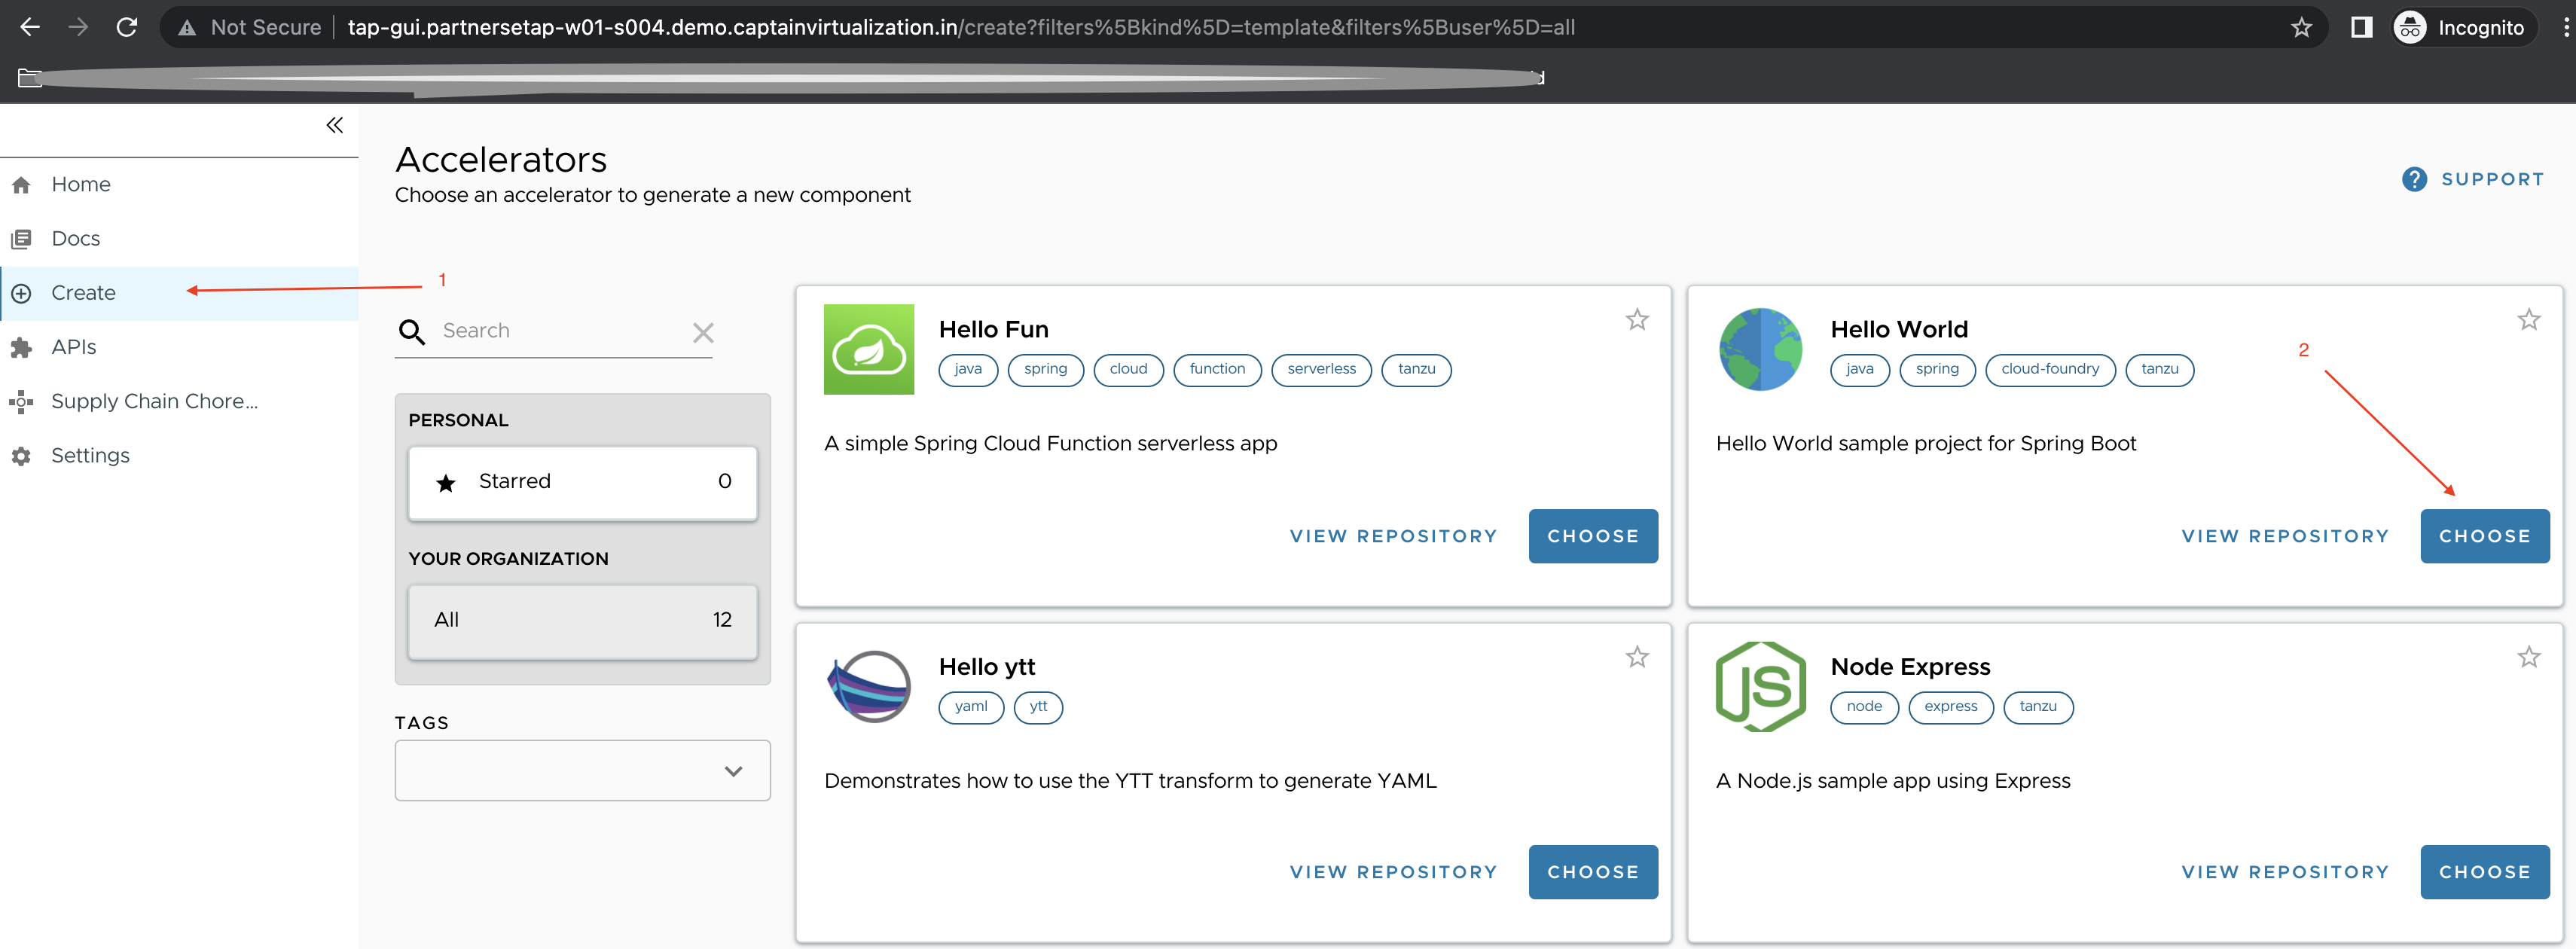 Not Secure tap-gui.partnersetap-w01-s004.demo.captainvirtualization.in/create?filters%5Bkind%5D=template&filters%5Buser%5D=all Incognito
Home
Docs
Create
APIs
Supply Chain Chore...
Settings
1
Accelerators
Choose an accelerator to generate a new component
SUPPORT
Search
PERSONAL
Starred 0
YOUR ORGANIZATION
All 12
TAGS
Hello Fun
java spring cloud function serverless tanzu
A simple Spring Cloud Function serverless app
VIEW REPOSITORY CHOOSE
Hello World
java spring cloud-foundry tanzu
2
Hello World sample project for Spring Boot
VIEW REPOSITORY CHOOSE
Hello ytt
yaml ytt
Demonstrates how to use the YTT transform to generate YAML
VIEW REPOSITORY CHOOSE
JS
Node Express
node express tanzu
A Node.js sample app using Express
VIEW REPOSITORY CHOOSE